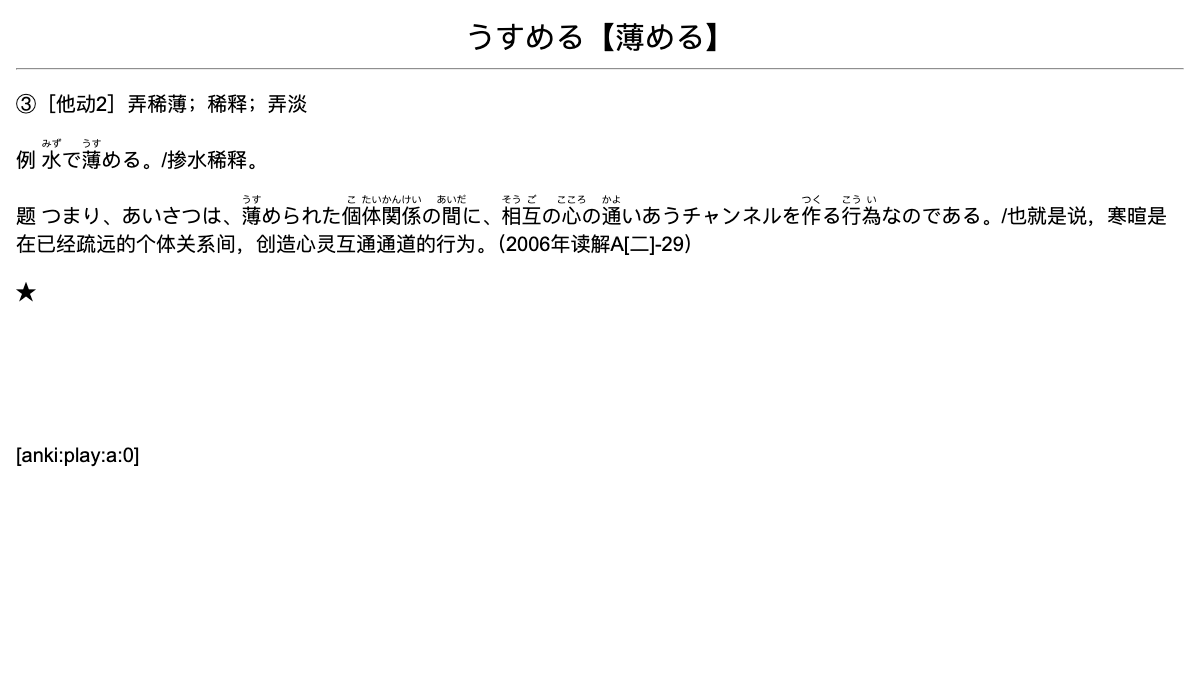 うすめる【薄める】
③［他动2］弄稀薄；稀释；弄淡
みず うす
例 水で薄める。/掺水稀释。
うす こ たいかんけい あいだ そう ご こころ かよ つく こう い
题 つまり、あいさつは、薄められた個体関係の間に、相互の心の通いあうチャンネルを作る行為なのである。/也就是说，寒暄是
在已经疏远的个体关系间，创造心灵互通通道的行为。（2006年读解A[二]-29）
★
[anki:play:a:0]